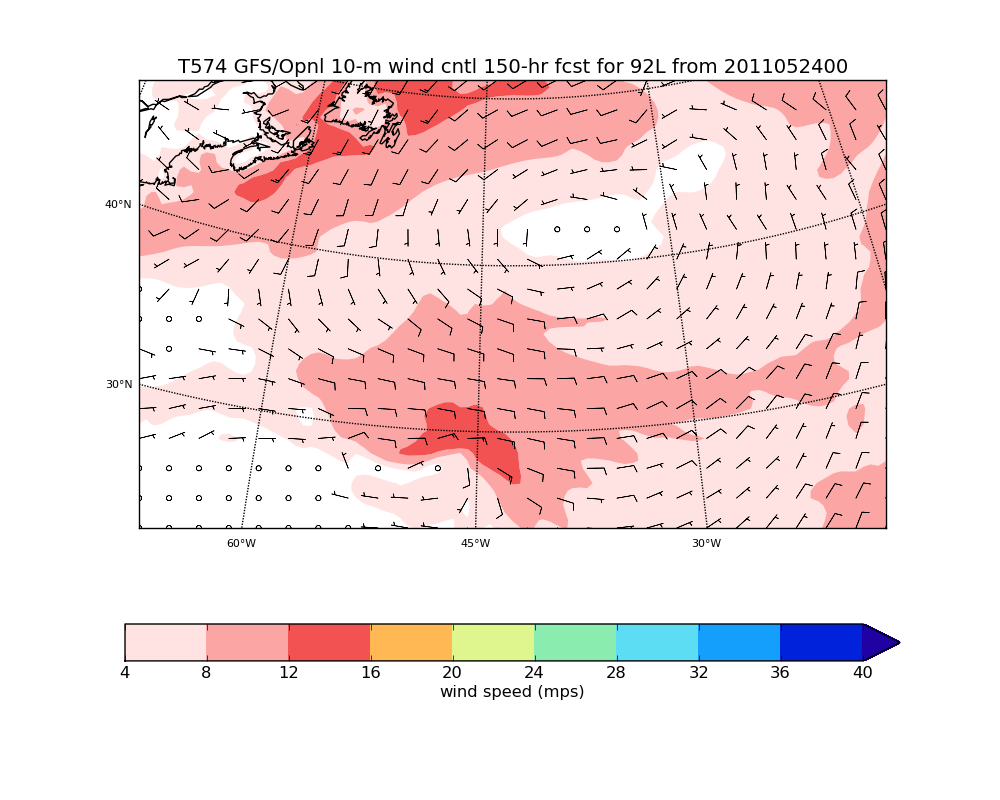 T574 GFS/Opnl 10-m wind cntl 150-hr fcst for 92L from 2011052400
40°N
30°N
60°W 45°W 30°W
4 8 12 16 20 24 28 32 36 40
wind speed (mps)